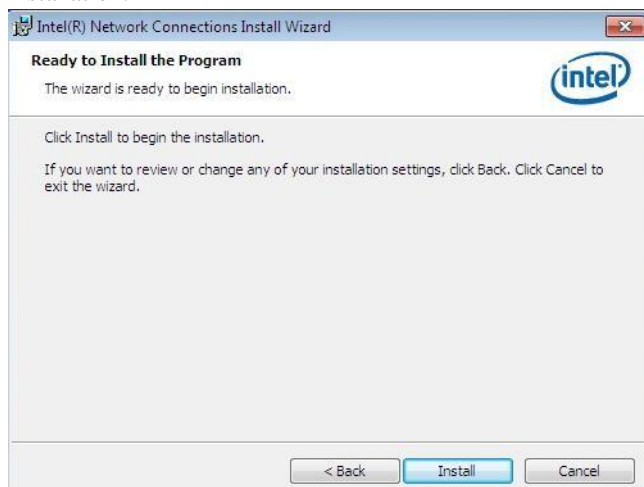 Intel(R) Network Connections Install Wizard
Ready to Install the Program
The wizard is ready to begin installation.
intel
Click Install to begin the installation.
If you want to review or change any of your installation settings, click Back. Click Cancel to
exit the wizard.
< Back
Install
Cancel